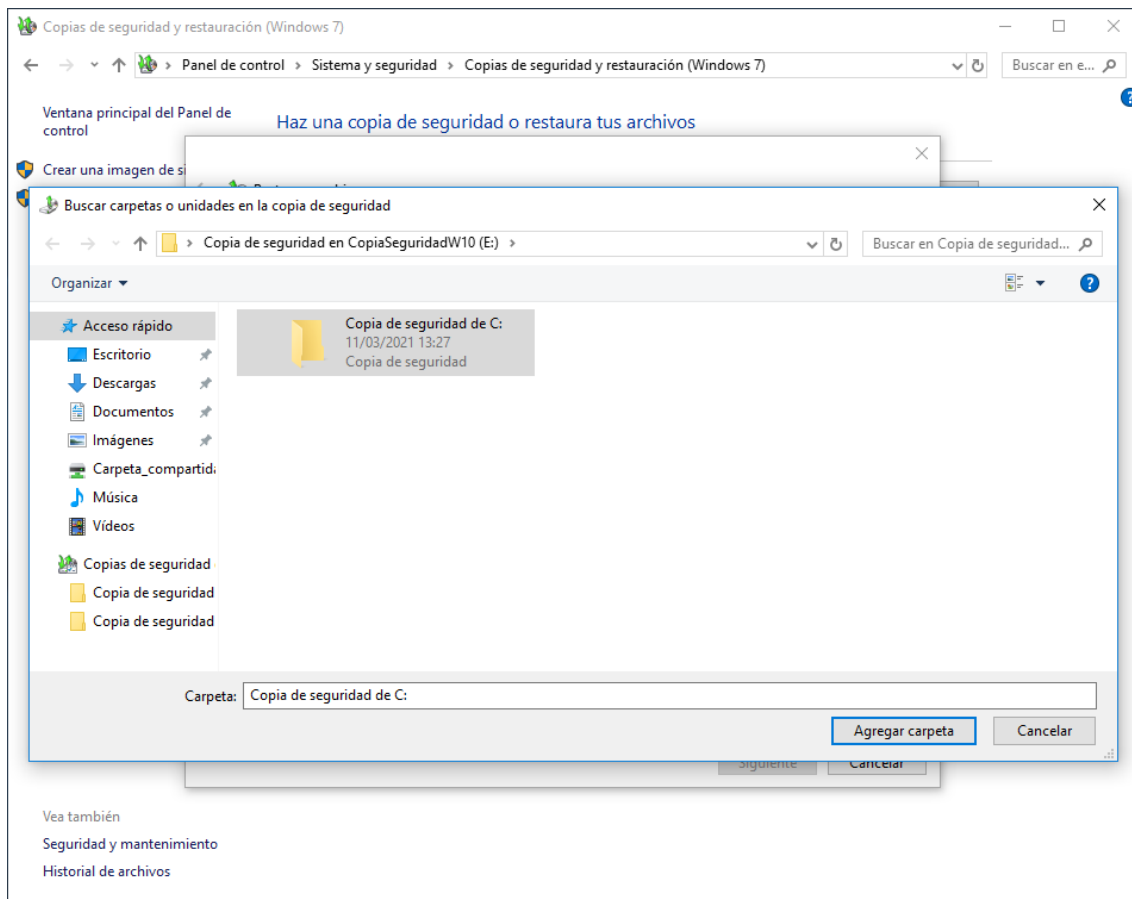 Copias de seguridad y restauración (Windows 7)
Panel de control > Sistema y seguridad > Copias de seguridad y restauración (Windows 7)
Buscar en e...
Ventana principal del Panel de
control
Haz una copia de seguridad o restaura tus archivos
Crear una imagen de si
Buscar carpetas o unidades en la copia de seguridad
Copia de seguridad en CopiaSeguridadW10 (E:) >
Buscar en Copia de seguridad...
Organizar
Acceso rápido
Escritorio
Descargas
Documentos
Imágenes
Carpeta_compartida
Música
Vídeos
Copias de seguridad
Copia de seguridad
Copia de seguridad
Copia de seguridad de C:
11/03/2021 13:27
Copia de seguridad
Carpeta: Copia de seguridad de C:
Agregar carpeta
Cancelar
Siguiente
Cancelar
Vea también
Seguridad y mantenimiento
Historial de archivos